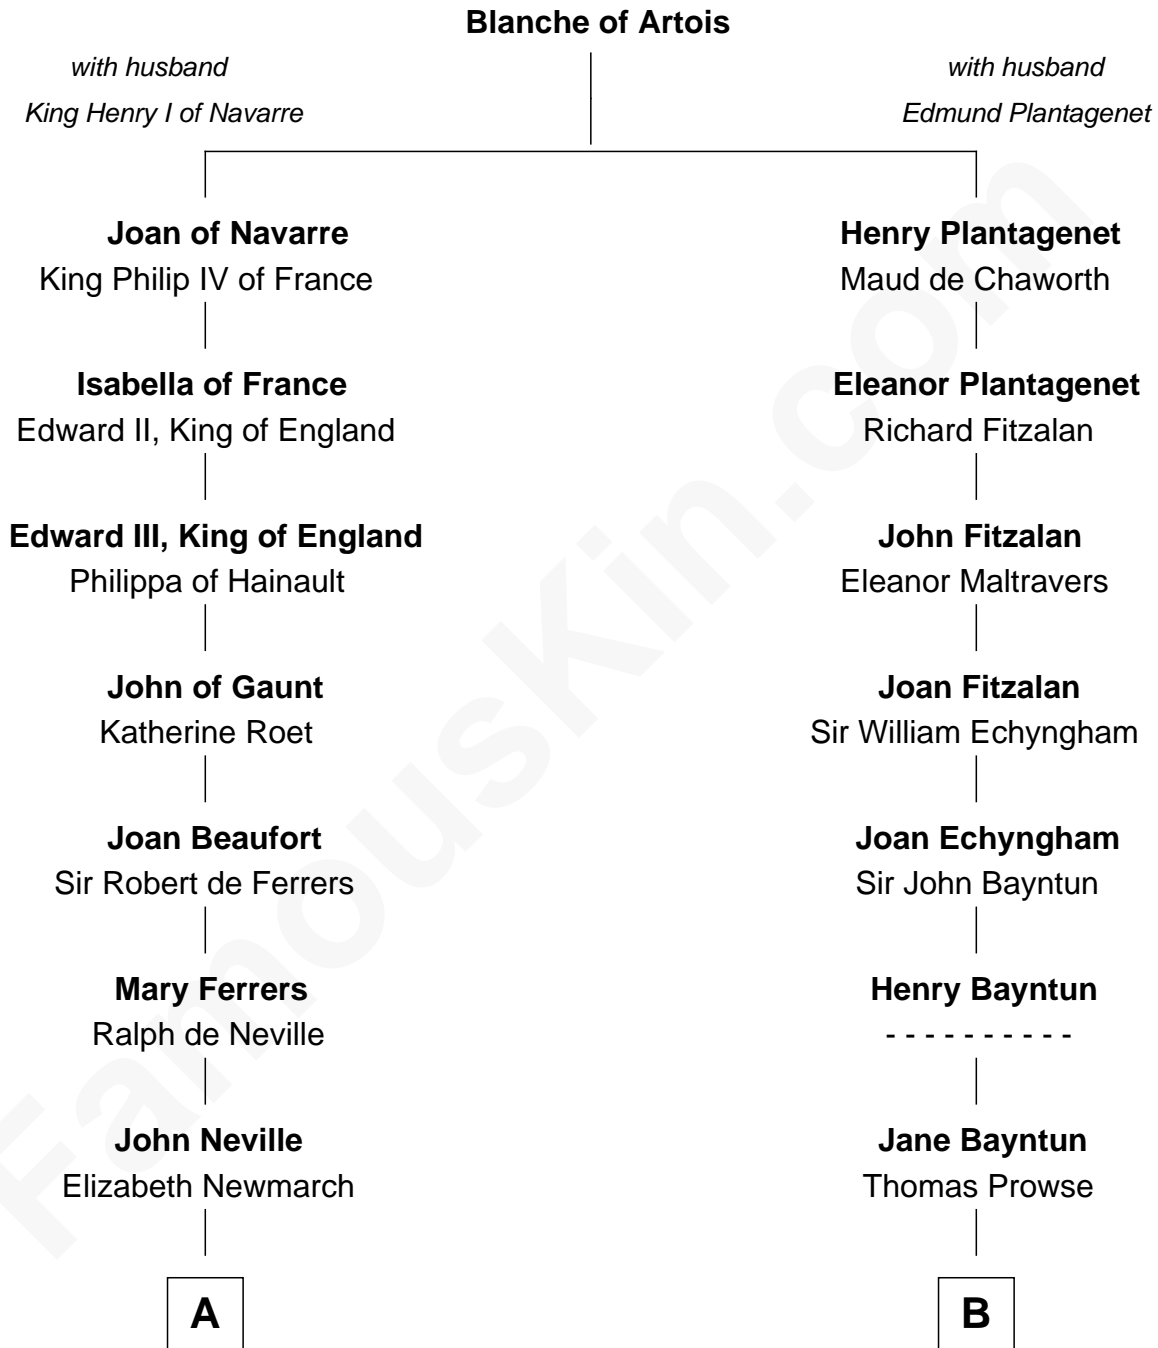 Blanche of Artois
with husband
King Henry I of Navarre
with husband
Edmund Plantagenet
Joan of Navarre
King Philip IV of France
Henry Plantagenet
Maud de Chaworth
Isabella of France
Edward II, King of England
Eleanor Plantagenet
Richard Fitzalan
Edward III, King of England
Philippa of Hainault
John Fitzalan
Eleanor Maltravers
John of Gaunt
Katherine Roet
Joan Fitzalan
Sir William Echyngham
Joan Beaufort
Sir Robert de Ferrers
Joan Echyngham
Sir John Bayntun
Mary Ferrers
Ralph de Neville
Henry Bayntun
- - - - - - - - - -
John Neville
Elizabeth Newmarch
Jane Bayntun
Thomas Prowse
A
B
FamousKin.com